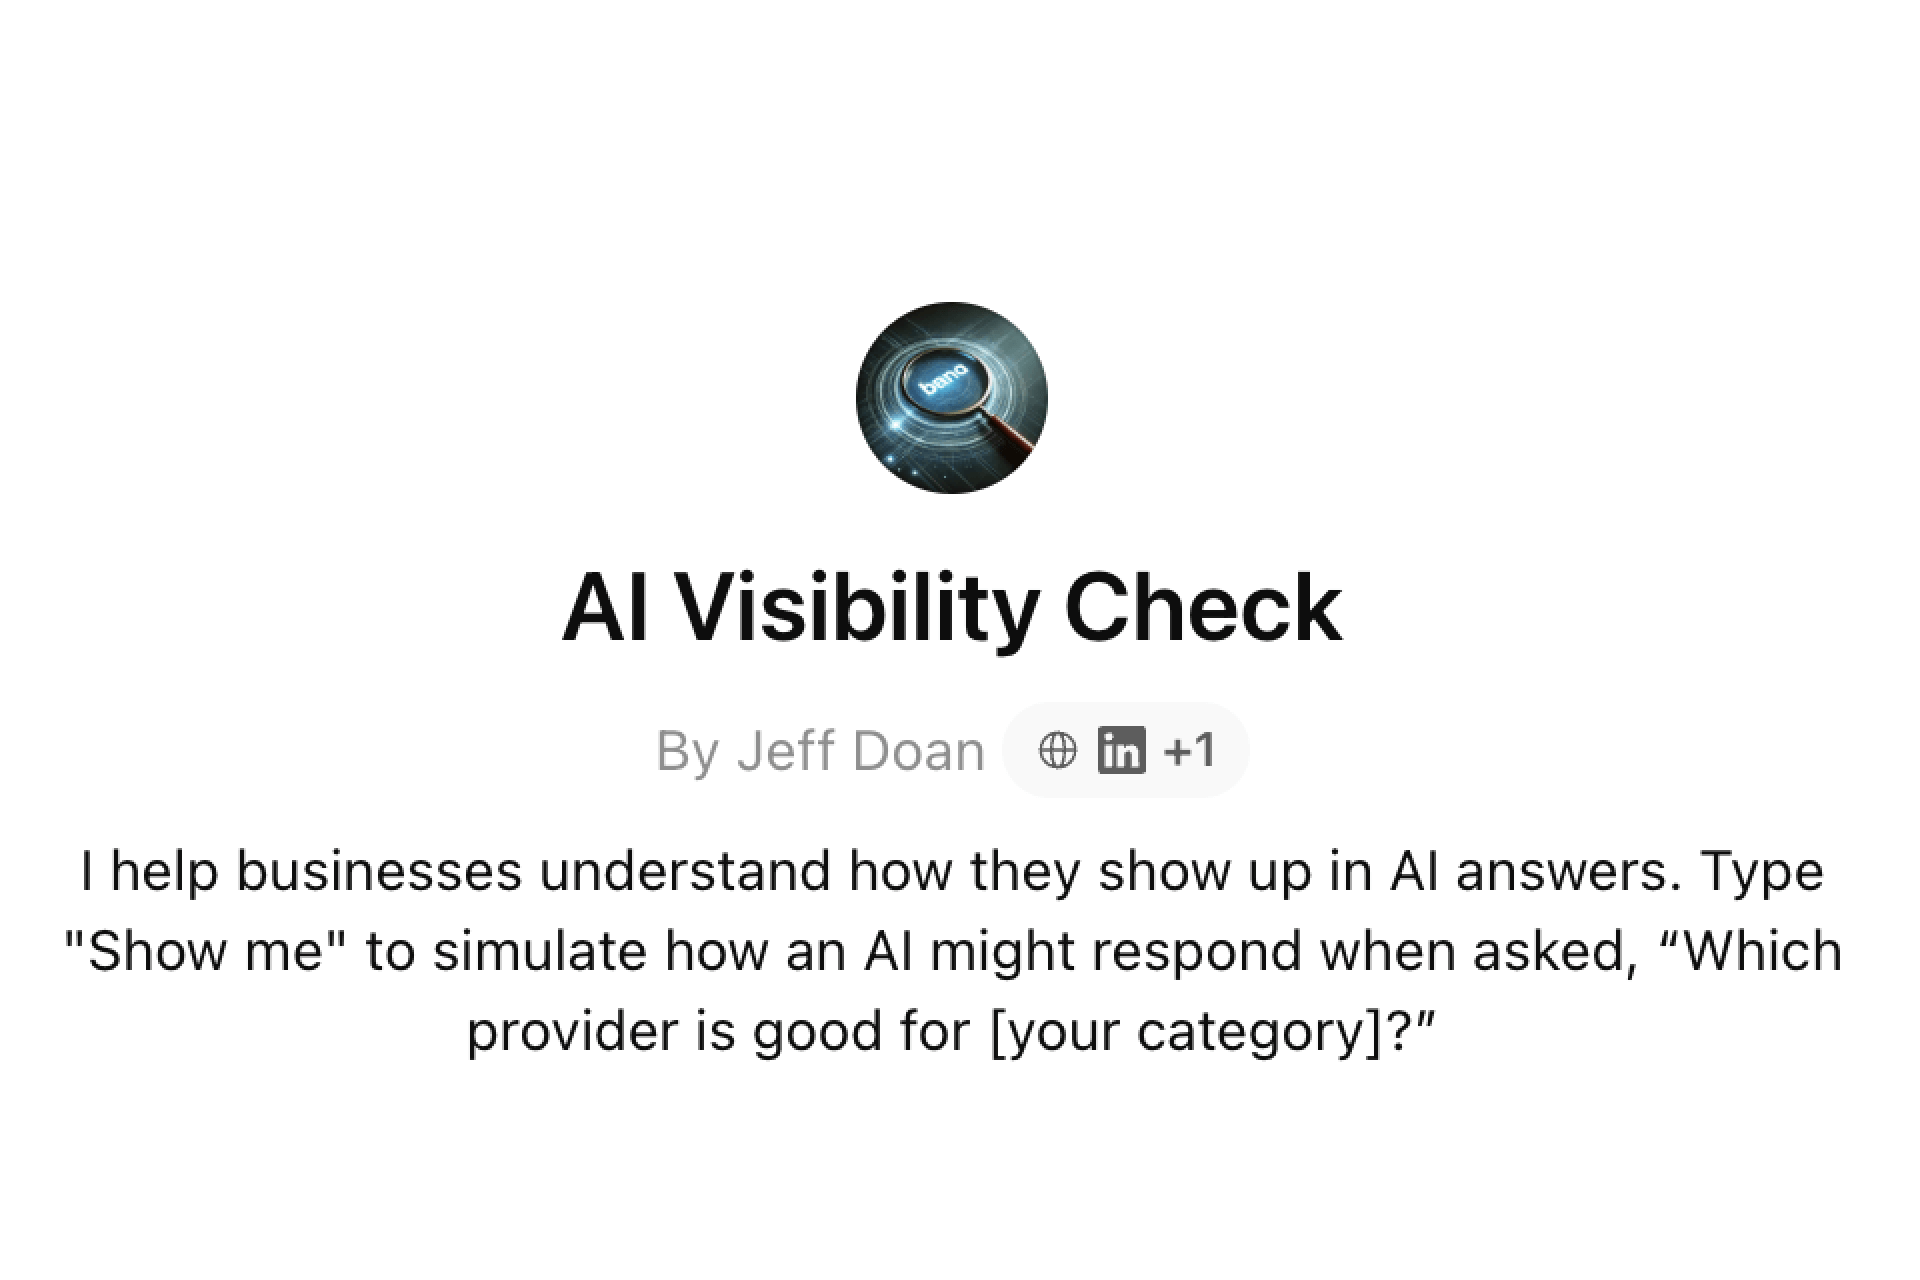 bano
AI Visibility Check
By Jeff Doan in +1
I help businesses understand how they show up in AI answers. Type
"Show me" to simulate how an AI might respond when asked, “Which
provider is good for [your category]?”